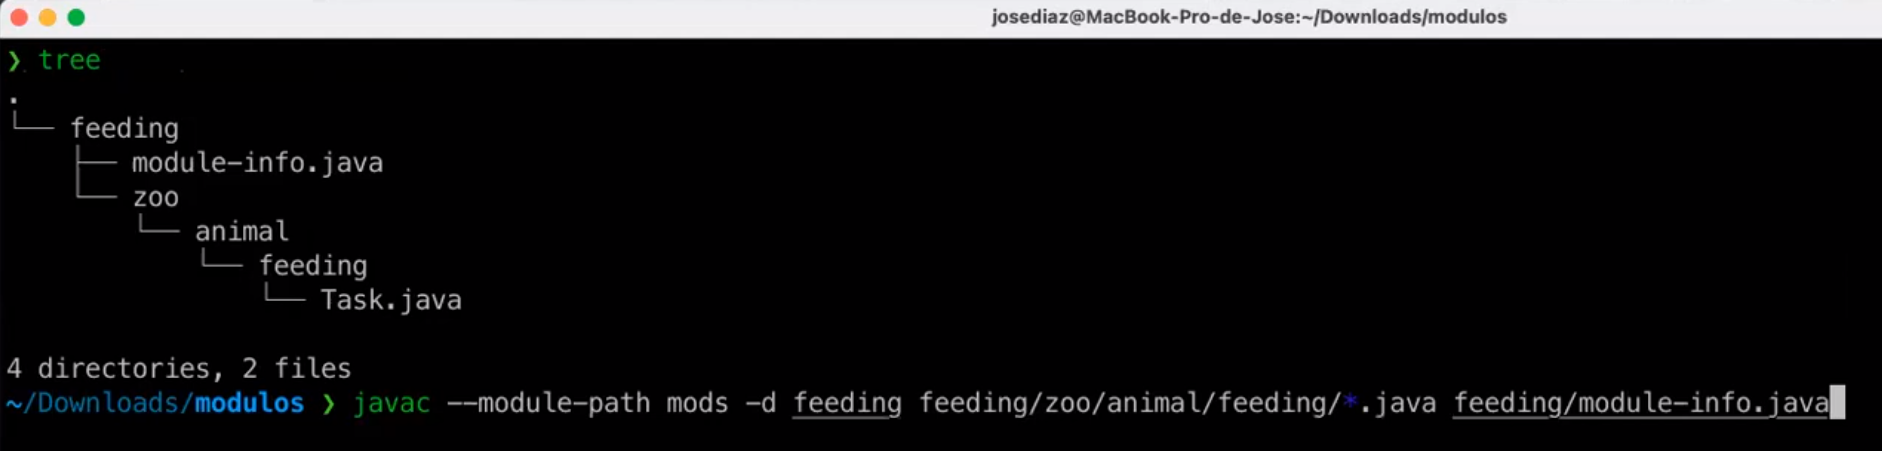 josediaz@MacBook-Pro-de-Jose:~/Downloads/modulos
❯ tree
.
└── feeding
    ├── module-info.java
    └── zoo
        └── animal
            └── feeding
                └── Task.java
4 directories, 2 files
~/Downloads/modulos ❯ javac --module-path mods -d feeding feeding/zoo/animal/feeding/*.java feeding/module-info.java